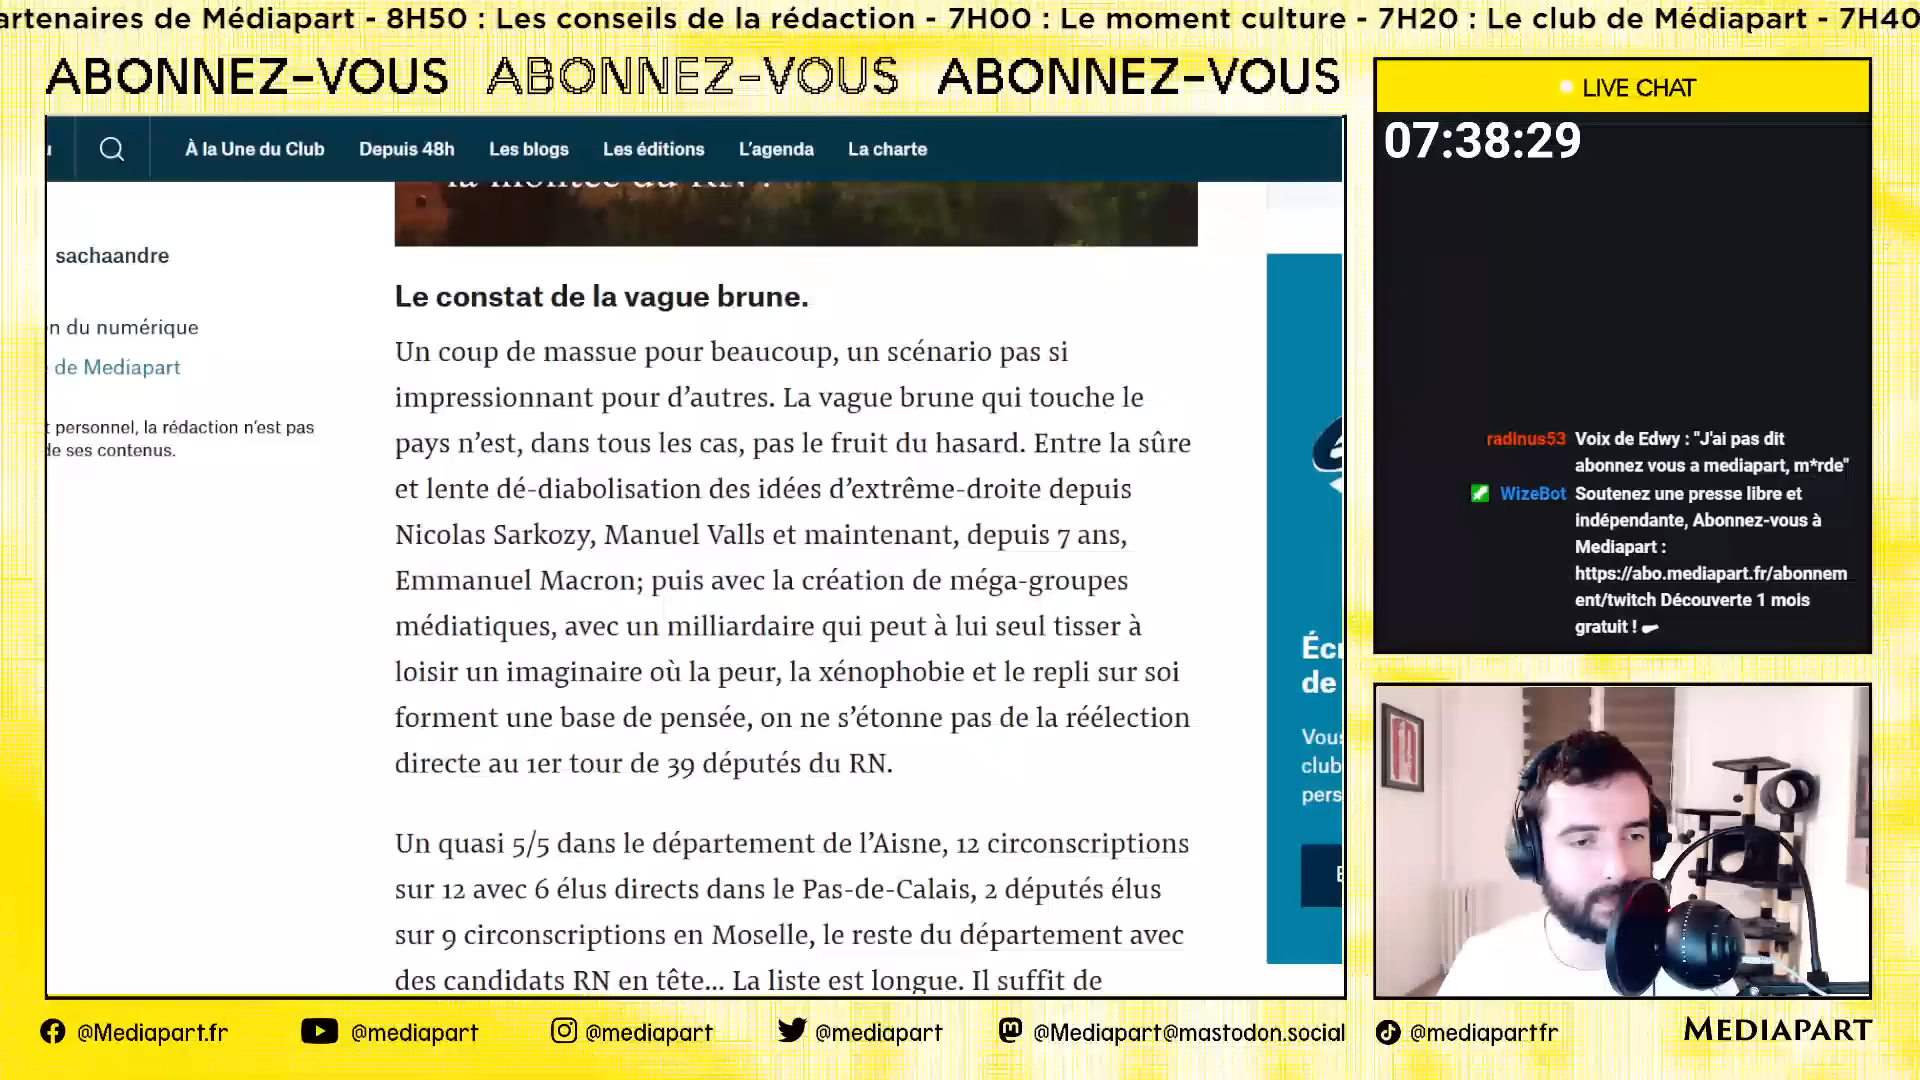 artenaires de Médiapart - 8H50 : Les conseils de la rédaction - 7H00 : Le moment culture - 7H20 : Le club de Médiapart - 7H40
ABONNEZ-VOUS ABONNEZ-VOUS ABONNEZ-VOUS
À la Une du Club Depuis 48h Les blogs Les éditions L'agenda La charte
la montée du RN ?
sachaandre
n du numérique
de Mediapart
personnel, la rédaction n'est pas
de ses contenus.
Le constat de la vague brune.
Un coup de massue pour beaucoup, un scénario pas si
impressionnant pour d'autres. La vague brune qui touche le
pays n'est, dans tous les cas, pas le fruit du hasard. Entre la sûre
et lente dé-diabolisation des idées d'extrême-droite depuis
Nicolas Sarkozy, Manuel Valls et maintenant, depuis 7 ans,
Emmanuel Macron; puis avec la création de méga-groupes
médiatiques, avec un milliardaire qui peut à lui seul tisser à
loisir un imaginaire où la peur, la xénophobie et le repli sur soi
forment une base de pensée, on ne s'étonne pas de la réélection
directe au 1er tour de 39 députés du RN.
Un quasi 5/5 dans le département de l'Aisne, 12 circonscriptions
sur 12 avec 6 élus directs dans le Pas-de-Calais, 2 députés élus
sur 9 circonscriptions en Moselle, le reste du département avec
des candidats RN en tête... La liste est longue. Il suffit de
Écr
de
Vous
club
pers
E
LIVE CHAT
07:38:29
radinus53 Voix de Edwy : "J'ai pas dit
abonnez vous a mediapart, m*rde"
WizeBot Soutenez une presse libre et
indépendante, Abonnez-vous à
Mediapart :
https://abo.mediapart.fr/abonnem
ent/twitch Découverte 1 mois
gratuit !
@Mediapart.fr @mediapart @mediapart @mediapart @Mediapart@mastodon.social @mediapartfr MEDIAPART